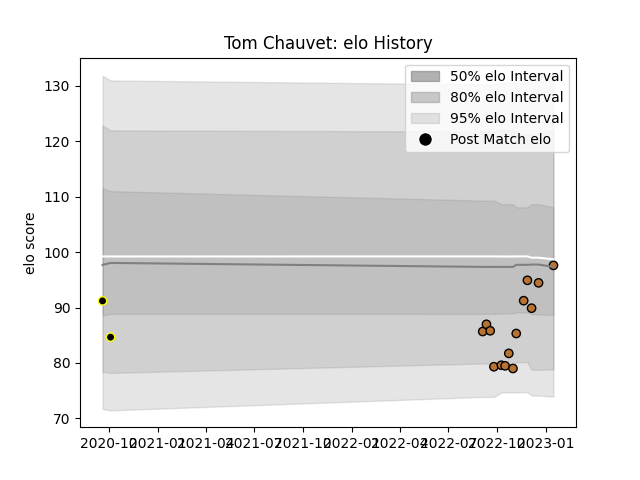 Tom Chauvet: elo History
50% elo Interval
80% elo Interval
95% elo Interval
Post Match elo
elo score
130
120
110
100
90
80
70
2020-10 2021-01 2021-04 2021-07 2021-10 2022-01 2022-04 2022-07 2022-10 2023-01